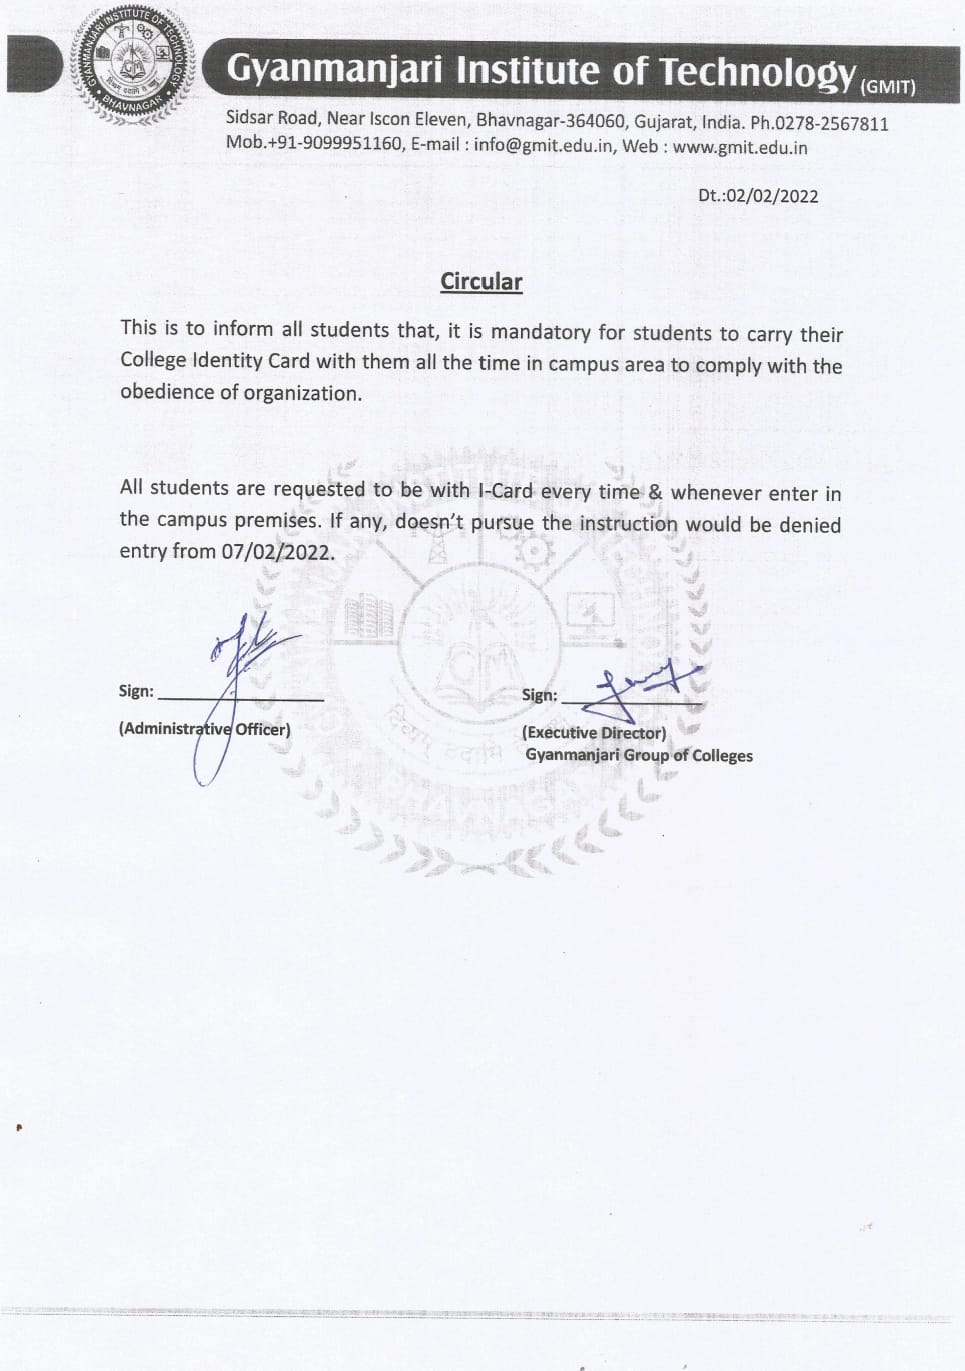 GYANMANJARI INSTITUTE OF TECHNOLOGY
BHAVNAGAR
Gyanmanjari Institute of Technology (GMIT)
Sidsar Road, Near Iscon Eleven, Bhavnagar-364060, Gujarat, India. Ph.0278-2567811
Mob.+91-9099951160, E-mail : info@gmit.edu.in, Web : www.gmit.edu.in
Dt.:02/02/2022
Circular
This is to inform all students that, it is mandatory for students to carry their
College Identity Card with them all the time in campus area to comply with the
obedience of organization.
All students are requested to be with I-Card every time & whenever enter in
the campus premises. If any, doesn't pursue the instruction would be denied
entry from 07/02/2022.
Sign:
(Administrative Officer)
Sign:
(Executive Director)
Gyanmanjari Group of Colleges